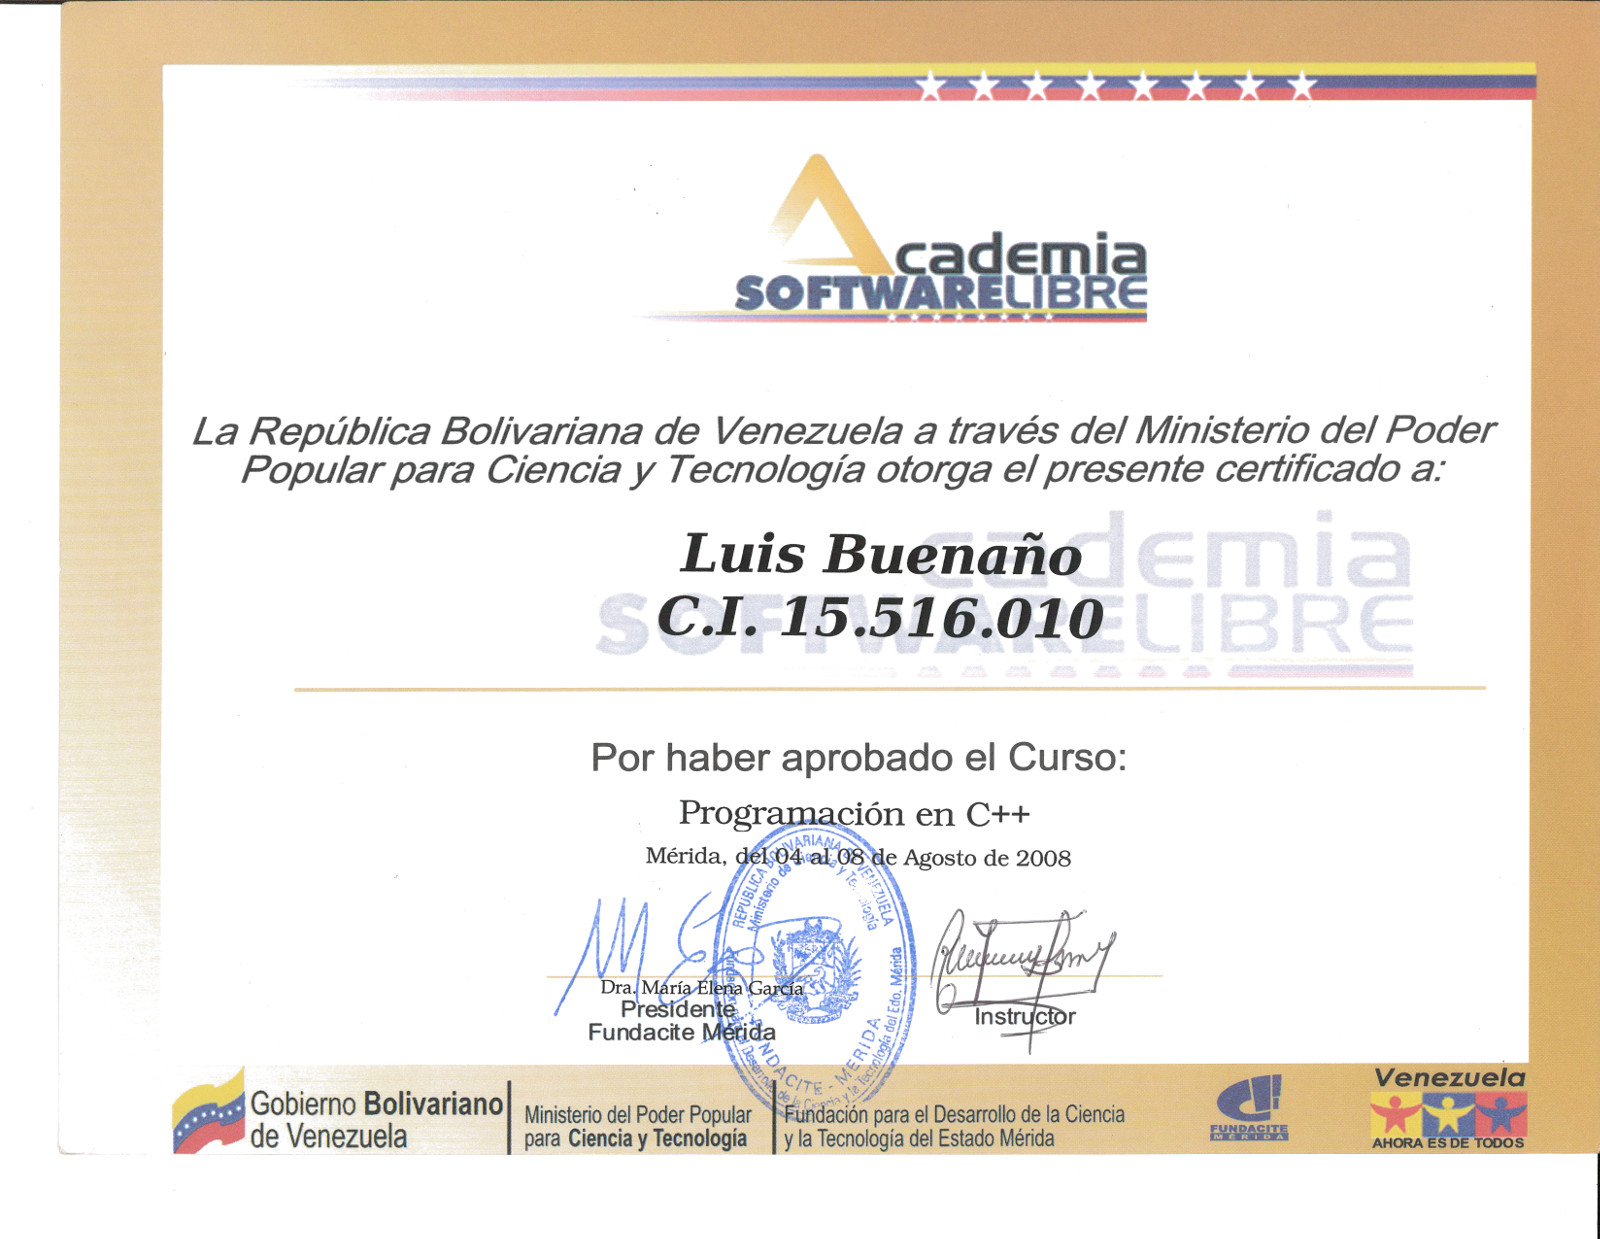 Academia
SOFTWARELIBRE
La República Bolivariana de Venezuela a través del Ministerio del Poder
Popular para Ciencia y Tecnología otorga el presente certificado a:
cademia
SOFTWARELIBRE
Luis Buenaño
C.I. 15.516.010
Por haber aprobado el Curso:
Programación en C++
Mérida, del 04 al 08 de Agosto de 2008
REPUBLICA BOLIVARIANA DE VENEZUELA
Ministerio de Ciencia y Tecnología
Fundación para el Desarrollo de la Ciencia y la Tecnología del Edo. Mérida
FUNDACITE - MERIDA
Dra. María Elena García
Presidente
Fundacite Mérida
Instructor
Gobierno Bolivariano
de Venezuela
Ministerio del Poder Popular
para Ciencia y Tecnología
Fundación para el Desarrollo de la Ciencia
y la Tecnología del Estado Mérida
FUNDACITE
MERIDA
Venezuela
AHORA ES DE TODOS